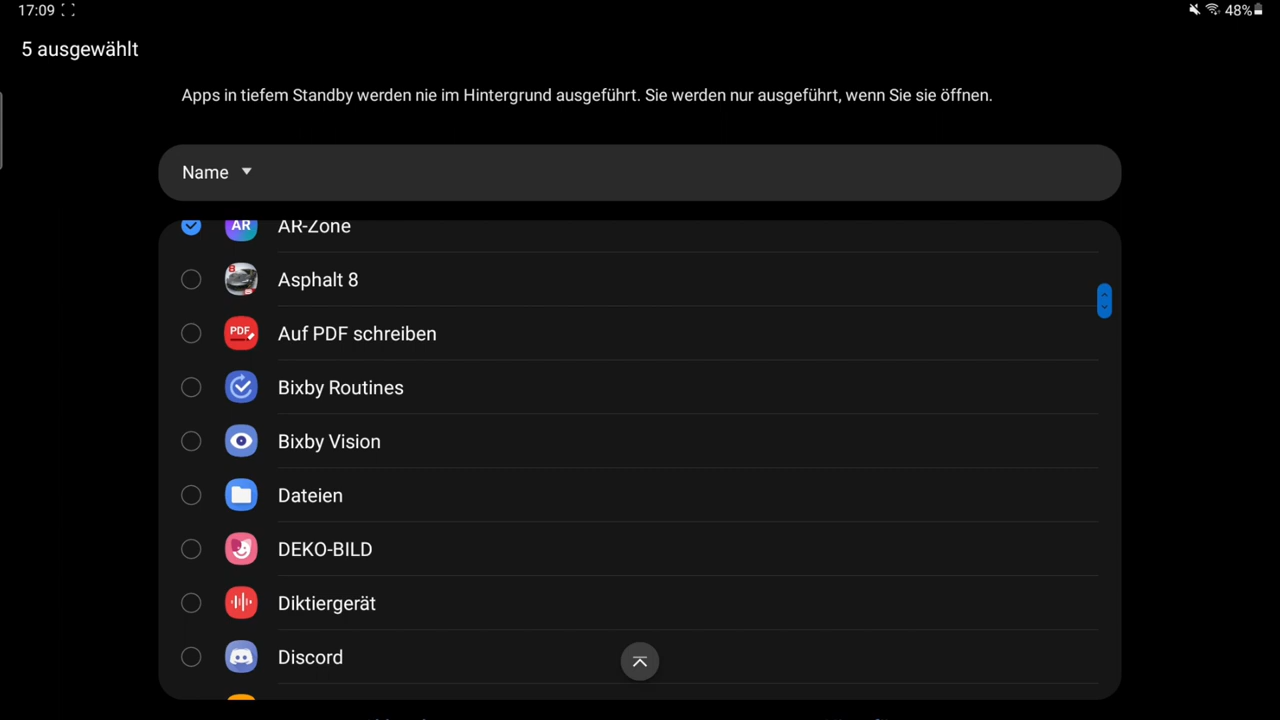 17:09
48%
5 ausgewählt
Apps in tiefem Standby werden nie im Hintergrund ausgeführt. Sie werden nur ausgeführt, wenn Sie sie öffnen.
Name
AR AR-Zone
Asphalt 8
PDF Auf PDF schreiben
Bixby Routines
Bixby Vision
Dateien
DEKO-BILD
Diktiergerät
Discord